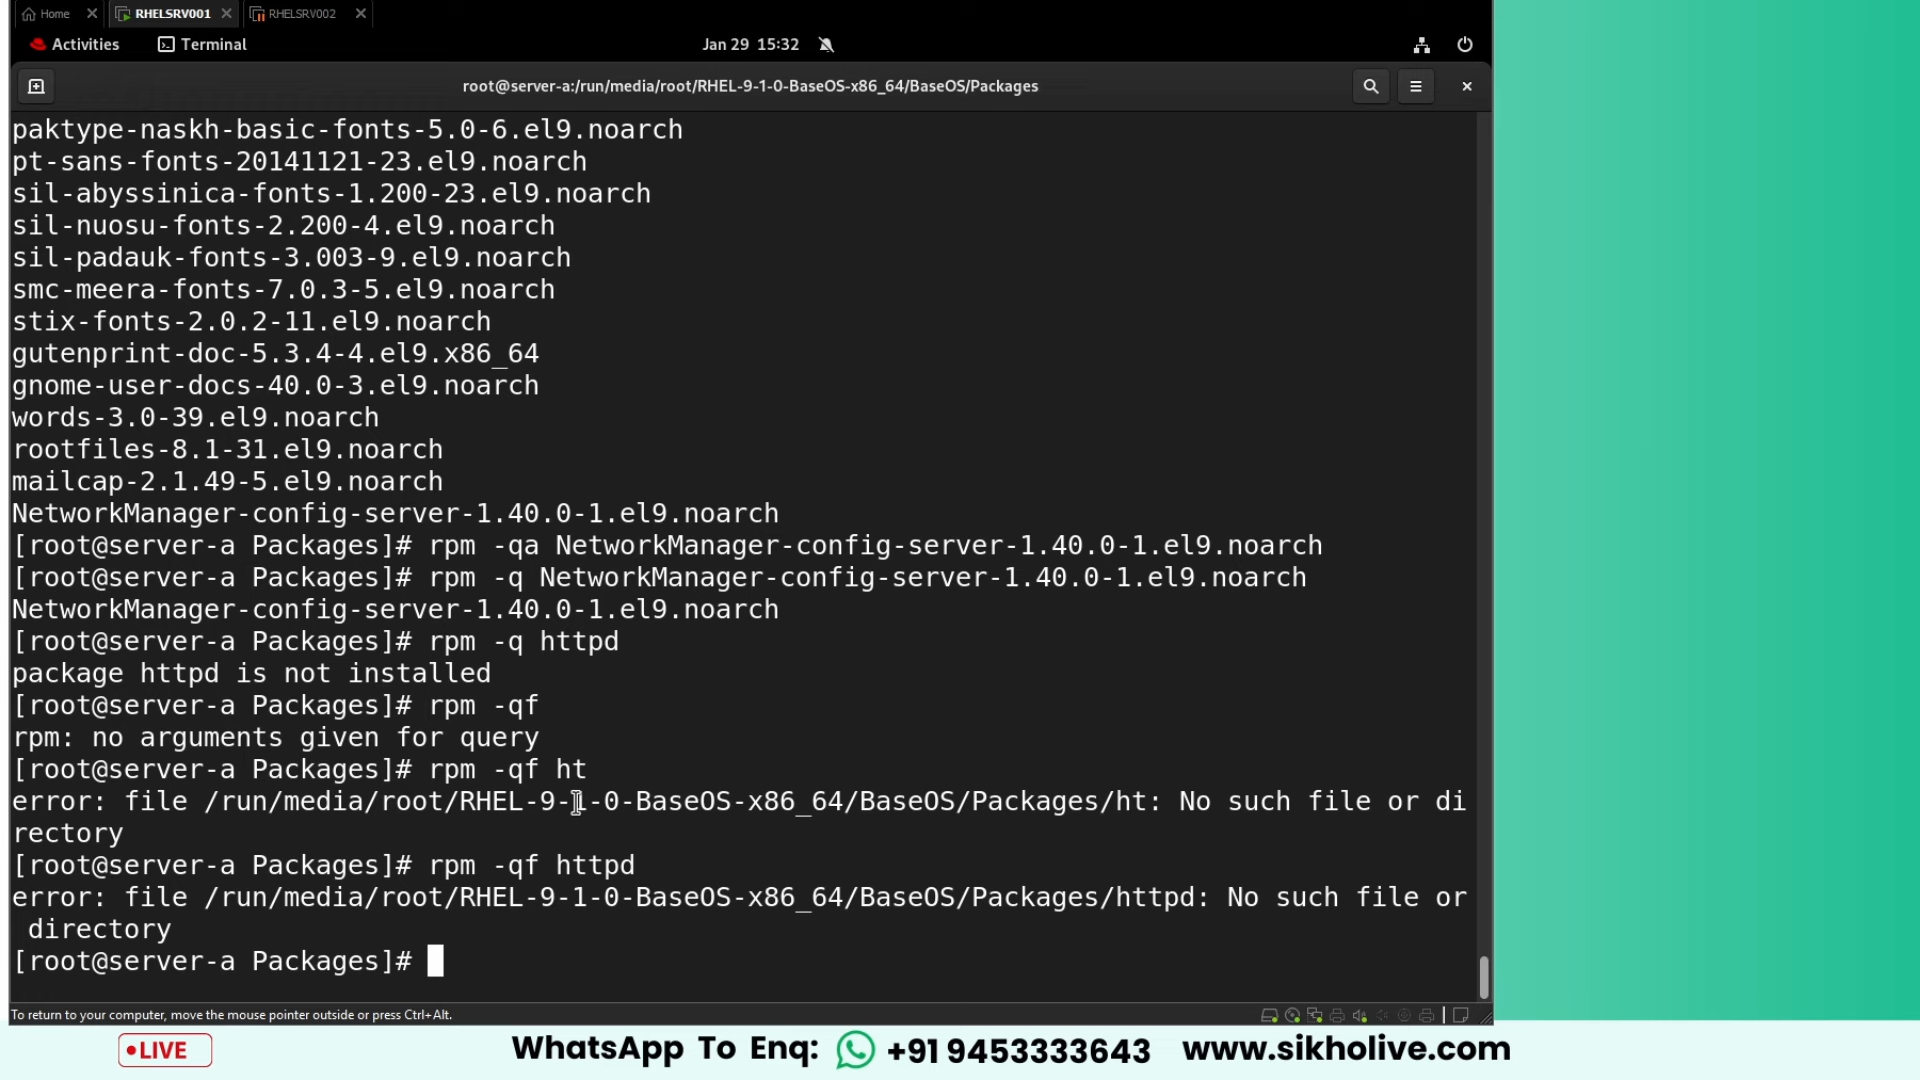 Home
RHELSRV001
RHELSRV002
Activities
Terminal
Jan 29 15:32
root@server-a:/run/media/root/RHEL-9-1-0-BaseOS-x86_64/BaseOS/Packages
paktype-naskh-basic-fonts-5.0-6.el9.noarch
pt-sans-fonts-20141121-23.el9.noarch
sil-abyssinica-fonts-1.200-23.el9.noarch
sil-nuosu-fonts-2.200-4.el9.noarch
sil-padauk-fonts-3.003-9.el9.noarch
smc-meera-fonts-7.0.3-5.el9.noarch
stix-fonts-2.0.2-11.el9.noarch
gutenprint-doc-5.3.4-4.el9.x86_64
gnome-user-docs-40.0-3.el9.noarch
words-3.0-39.el9.noarch
rootfiles-8.1-31.el9.noarch
mailcap-2.1.49-5.el9.noarch
NetworkManager-config-server-1.40.0-1.el9.noarch
[root@server-a Packages]# rpm -qa NetworkManager-config-server-1.40.0-1.el9.noarch
[root@server-a Packages]# rpm -q NetworkManager-config-server-1.40.0-1.el9.noarch
NetworkManager-config-server-1.40.0-1.el9.noarch
[root@server-a Packages]# rpm -q httpd
package httpd is not installed
[root@server-a Packages]# rpm -qf
rpm: no arguments given for query
[root@server-a Packages]# rpm -qf ht
error: file /run/media/root/RHEL-9-1-0-BaseOS-x86_64/BaseOS/Packages/ht: No such file or di
rectory
[root@server-a Packages]# rpm -qf httpd
error: file /run/media/root/RHEL-9-1-0-BaseOS-x86_64/BaseOS/Packages/httpd: No such file or
directory
[root@server-a Packages]#
To return to your computer, move the mouse pointer outside or press Ctrl+Alt.
LIVE
WhatsApp To Enq: +91 9453333643 www.sikholive.com